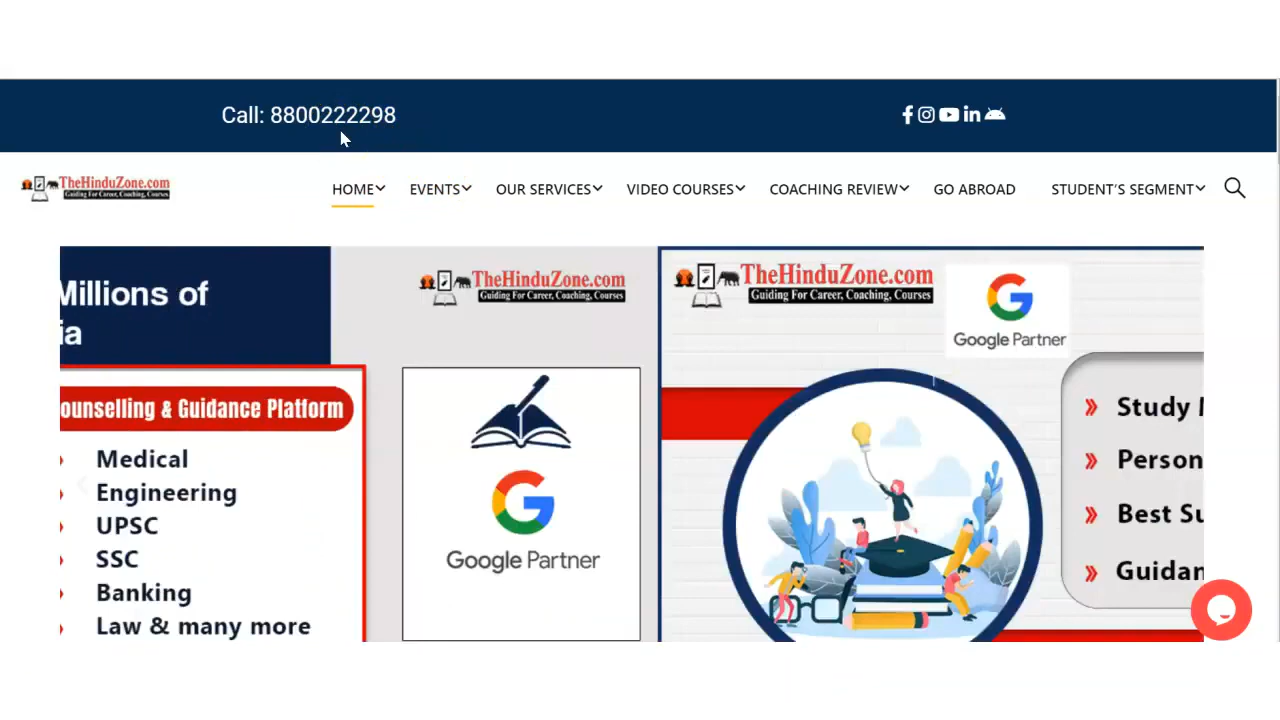 Call: 8800222298
TheHinduZone.com
Guiding For Career, Coaching, Courses
HOME
EVENTS
OUR SERVICES
VIDEO COURSES
COACHING REVIEW
GO ABROAD
STUDENT'S SEGMENT
Millions of
ia
ounselling & Guidance Platform
Medical
Engineering
UPSC
SSC
Banking
Law & many more
TheHinduZone.com
Guiding For Career, Coaching, Courses
Google Partner
TheHinduZone.com
Guiding For Career, Coaching, Courses
Google Partner
Study
Person
Best Su
Guidan